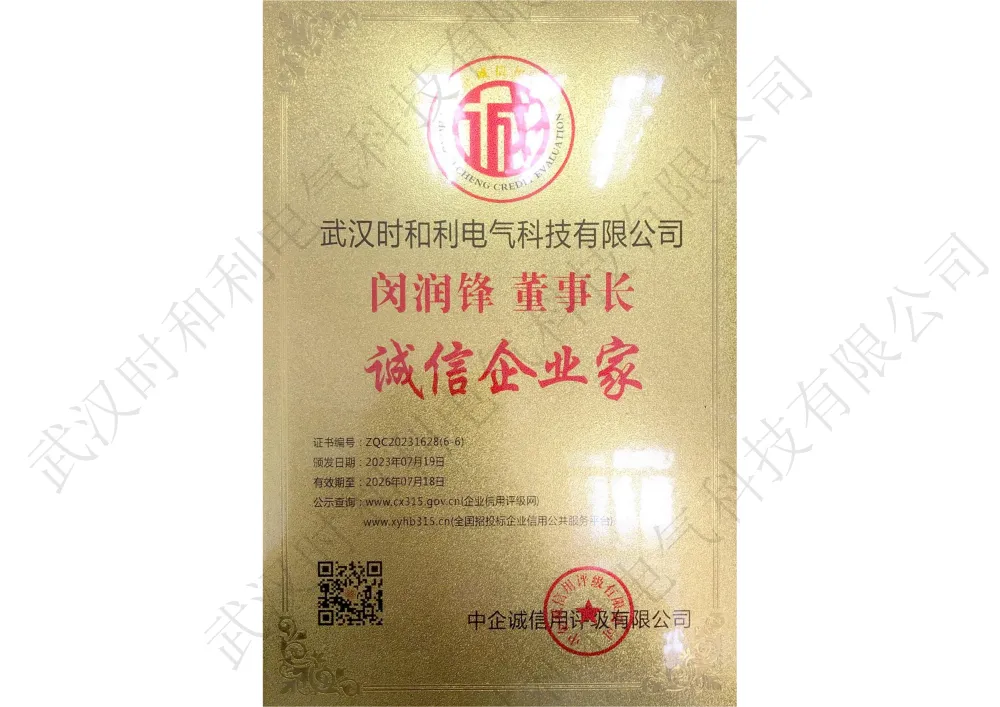 诚信
CHENG CREDIT EVALUATION
武汉时和利电气科技有限公司
闵润锋 董事长
诚信企业家
证书编号：ZQC20231628(6-6)
颁发日期：2023年07月19日
有效期至：2026年07月18日
公示查询：www.cx315.gov.cn(企业信用评级网)
www.xyhb315.cn(全国招投标企业信用公共服务平台)
中企诚信用评级有限公司
武汉时和利电气科技有限公司
武汉时和利电气科技有限公司